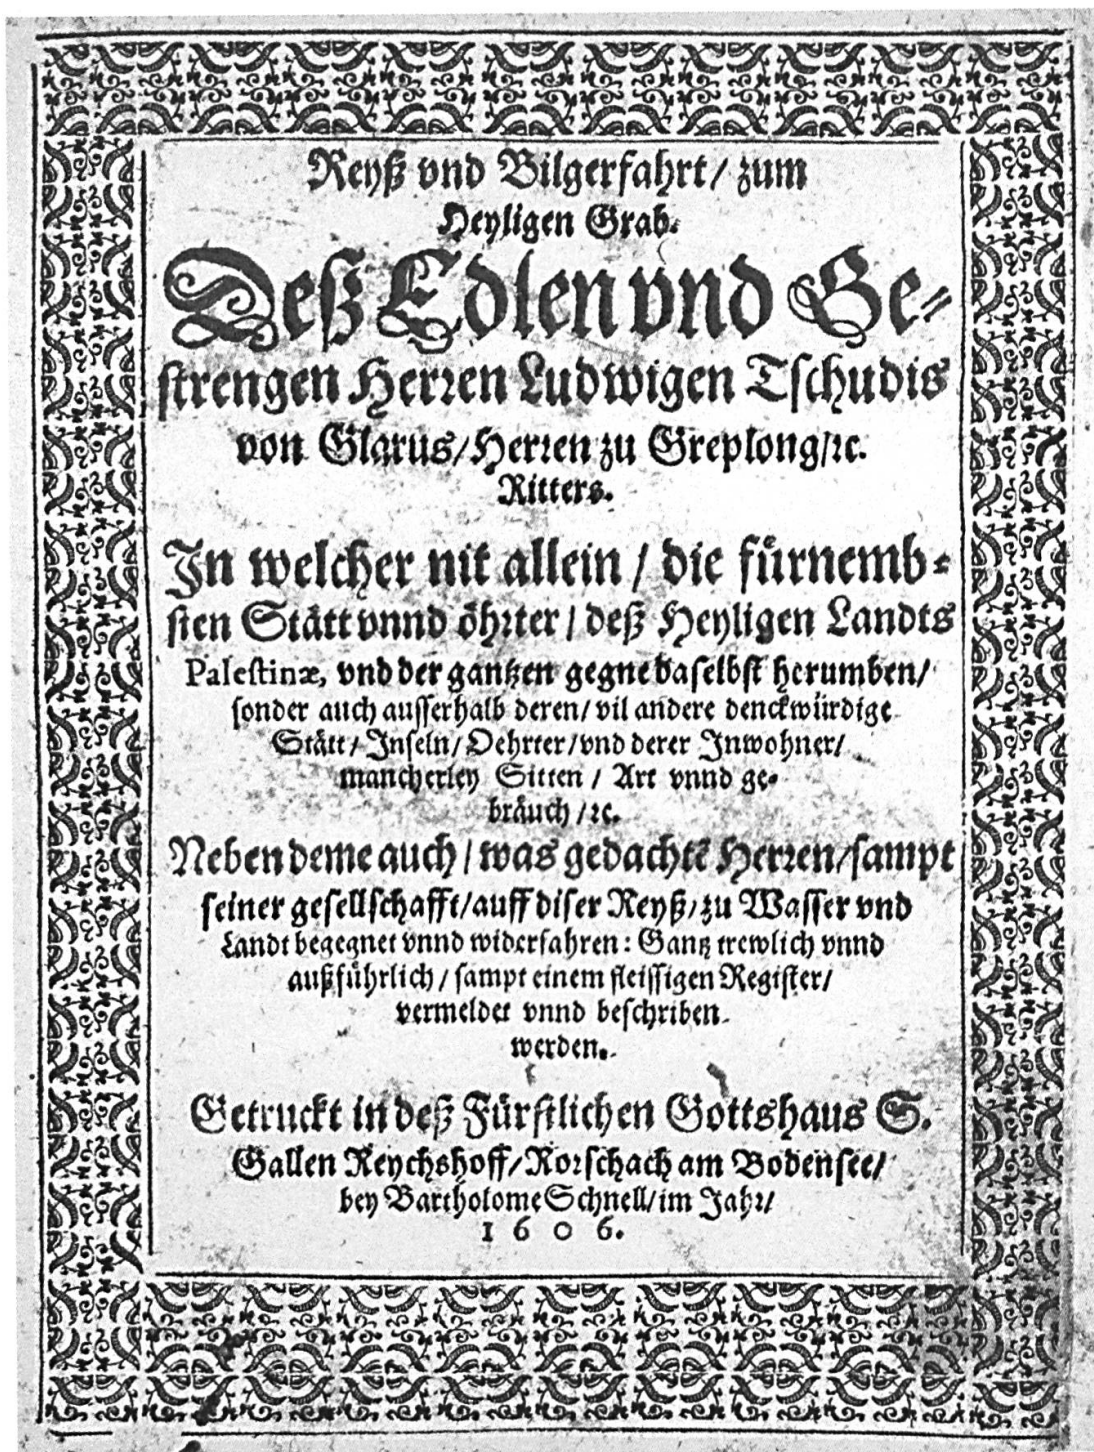 Reyß vnd Bilgerfahrt / zum
Heyligen Grab.
Deß Edlen vnd Ge-
strengen Herren Ludwigen Tschudis
von Glarus / Herren zu Greplong / ꝛc.
Ritters.
In welcher nit allein / die fürnemb-
sten Stätt vnnd öhrter / deß Heyligen Landts
Palestinæ, vnd der gantzen gegne daselbst herumben /
sonder auch ausserhalb deren / vil andere denckwürdige
Stätt / Inseln / Oehrter / vnd derer Inwohner /
mancherley Sitten / Art vnnd ge-
bräuch / ꝛc.
Neben deme auch / was gedachte Herren / sampt
seiner gesellschafft / auff diser Reyß / zu Wasser vnd
Landt begegnet vnnd widerfahren : Gantz trewlich vnnd
außführlich / sampt einem fleissigen Register /
vermeldet vnnd beschriben
werden.
Getruckt in deß Fürstlichen Gottshaus S.
Gallen Reychshoff / Rorschach am Bodensee /
bey Bartholome Schnell / im Jahr /
1606.